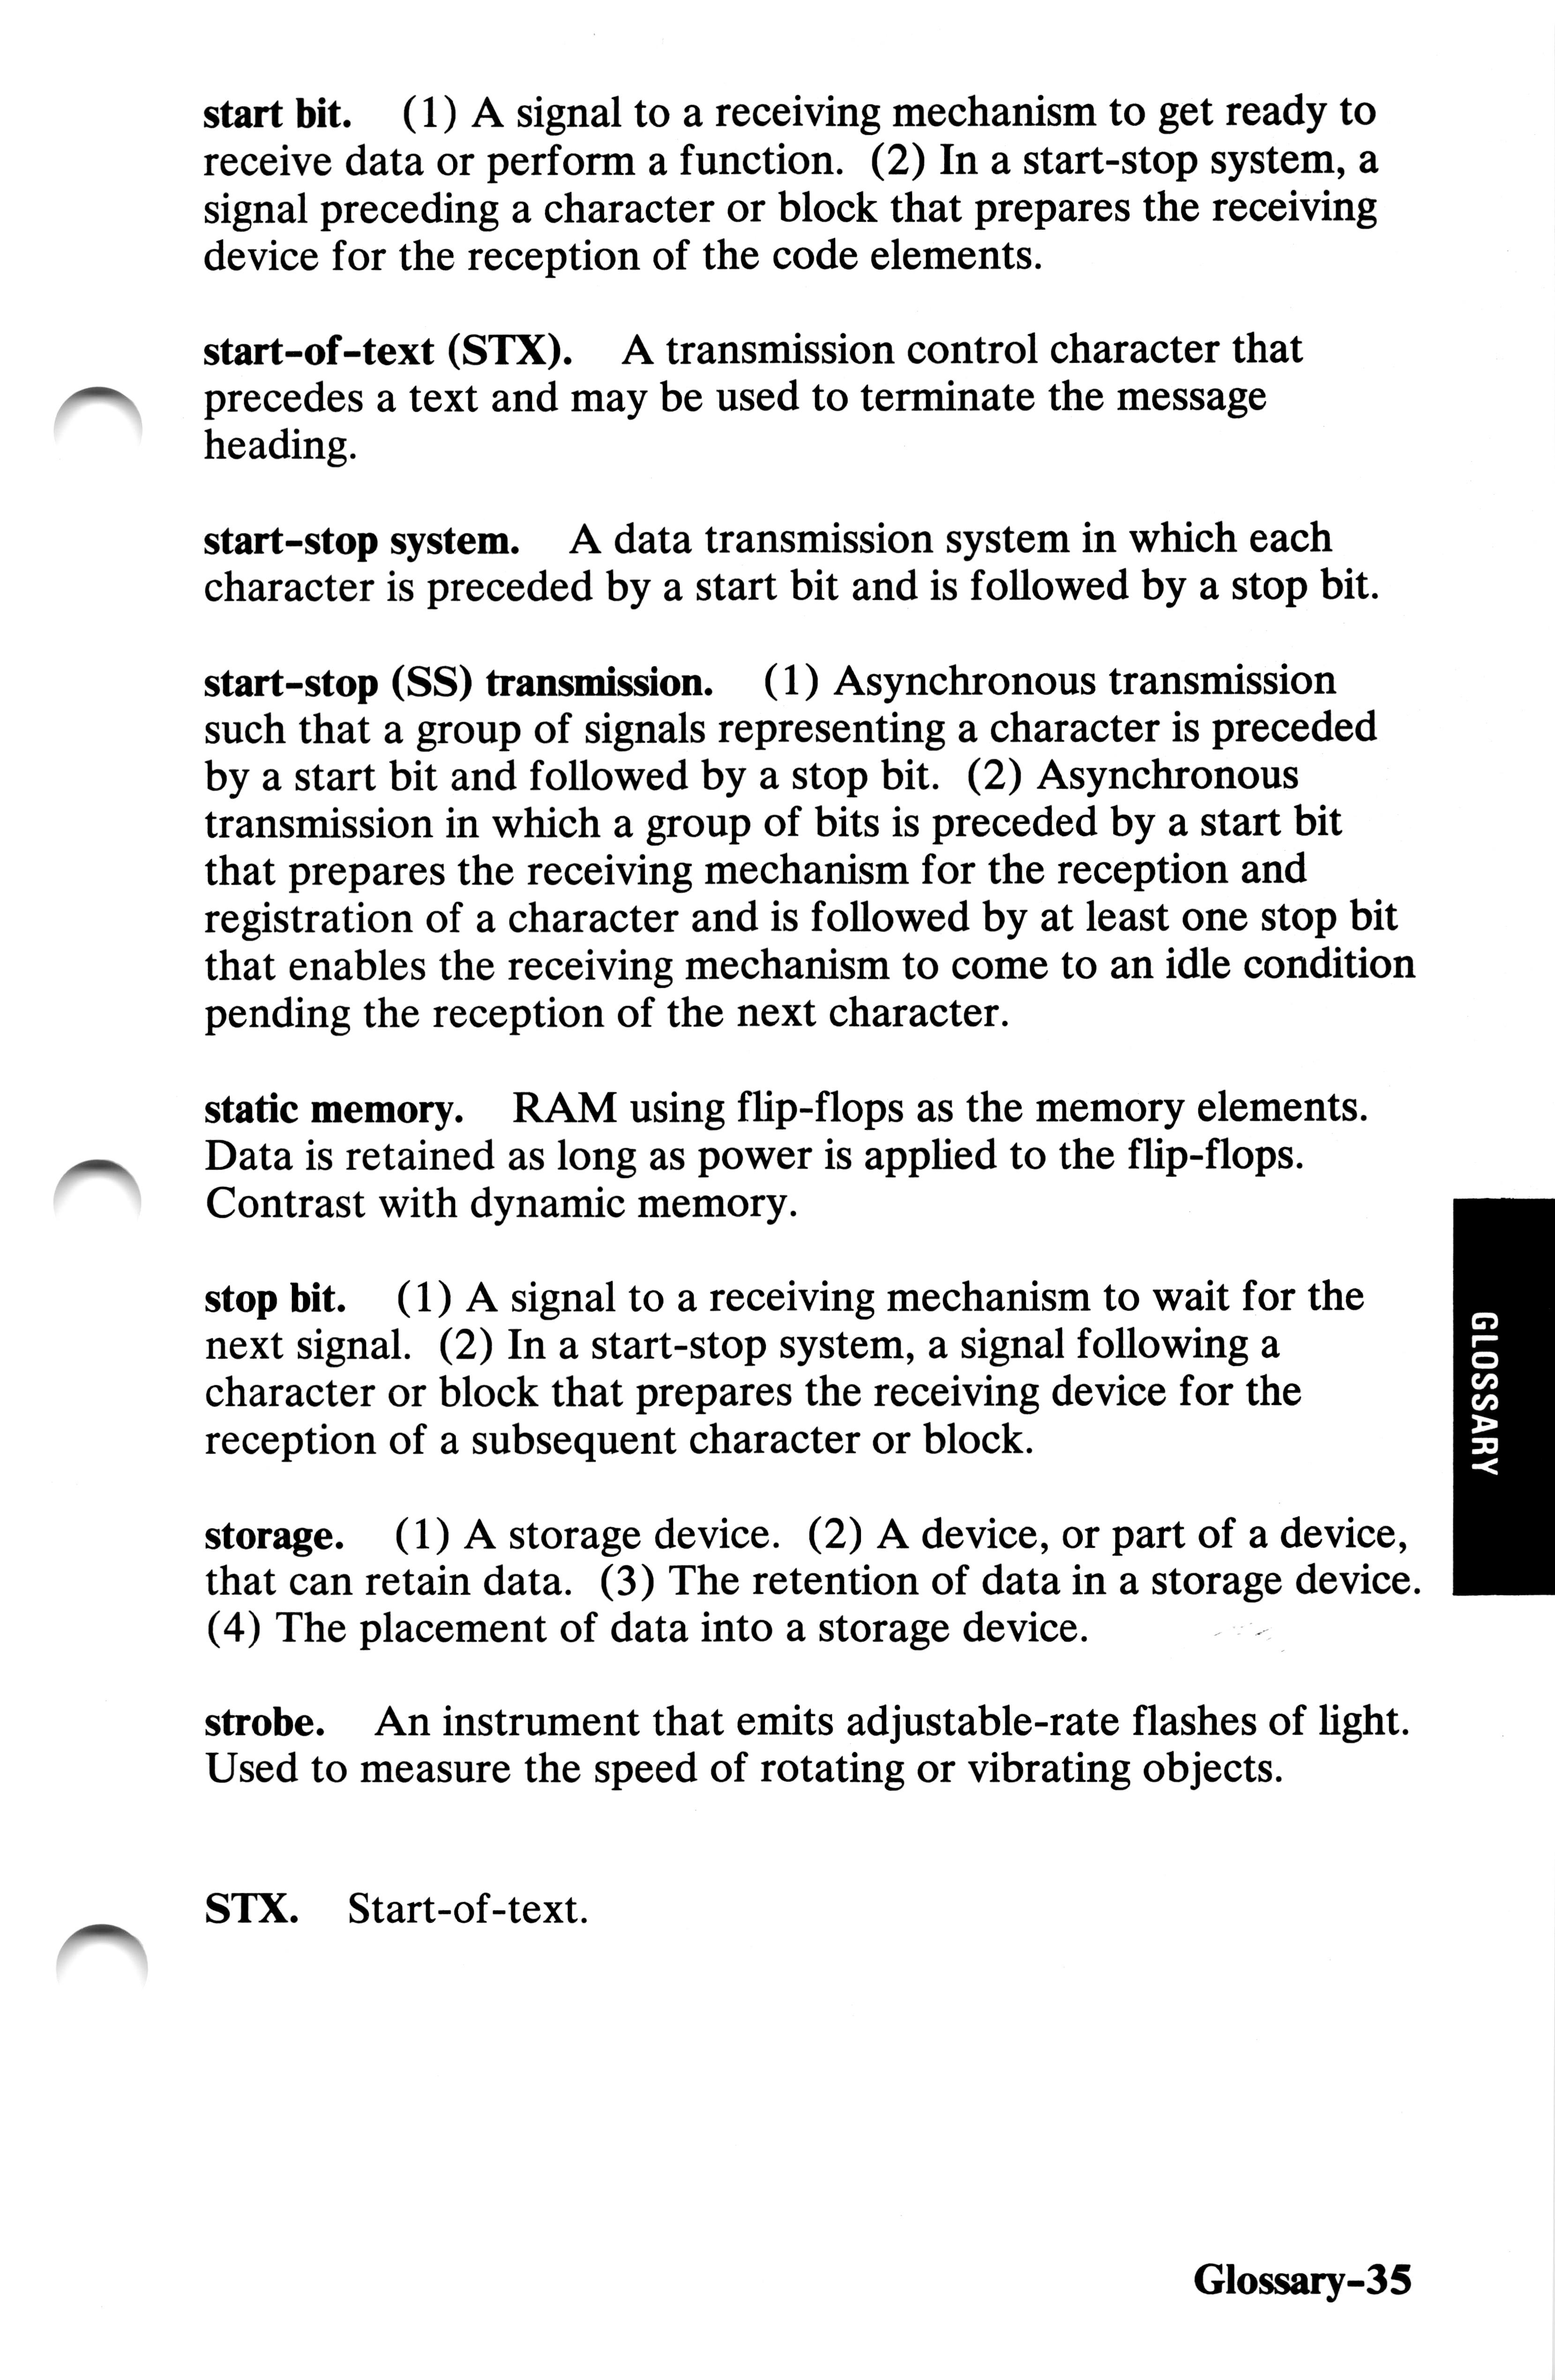 start bit. (1) A signal to a receiving mechanism to get ready to
receive data or perform a function. (2) In a start-stop system, a
signal preceding a character or block that prepares the receiving
device for the reception of the code elements.
start-of-text (STX). A transmission control character that
precedes a text and may be used to terminate the message
heading.
start-stop system. A data transmission system in which each
character is preceded by a start bit and is followed by a stop bit.
start-stop (SS) transmission. (1) Asynchronous transmission
such that a group of signals representing a character is preceded
by a start bit and followed by a stop bit. (2) Asynchronous
transmission in which a group of bits is preceded by a start bit
that prepares the receiving mechanism for the reception and
registration of a character and is followed by at least one stop bit
that enables the receiving mechanism to come to an idle condition
pending the reception of the next character.
static memory. RAM using flip-flops as the memory elements.
Data is retained as long as power is applied to the flip-flops.
Contrast with dynamic memory.
stop bit. (1) A signal to a receiving mechanism to wait for the
next signal. (2) In a start-stop system, a signal following a
character or block that prepares the receiving device for the
reception of a subsequent character or block.
storage. (1) A storage device. (2) A device, or part of a device,
that can retain data. (3) The retention of data in a storage device.
(4) The placement of data into a storage device.
strobe. An instrument that emits adjustable-rate flashes of light.
Used to measure the speed of rotating or vibrating objects.
STX. Start-of-text.
GLOSSARY
Glossary-35